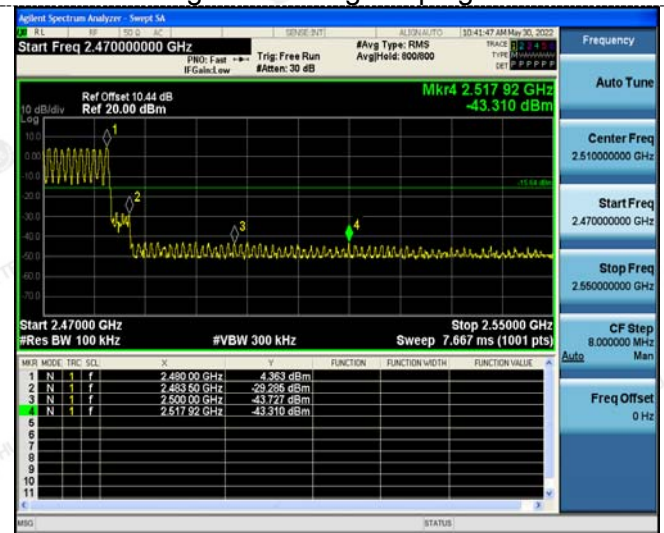 Agilent Spectrum Analyzer - Swept SA
RL RF 50 Ω AC SENSE:INT ALIGN AUTO 10:41:47 AM May 30, 2022
Start Freq 2.470000000 GHz
PNO: Fast
IFGain:Low
Trig: Free Run
#Atten: 30 dB
#Avg Type: RMS
Avg|Hold: 800/800
TRACE 1 2 3 4 5 6
TYPE
DET P P P P P P
Frequency
Auto Tune
Mkr4 2.517 92 GHz
-43.310 dBm
Ref Offset 10.44 dB
10 dB/div Ref 20.00 dBm
Log
10.0
0.00
-10.0
-20.0
-30.0
-40.0
-50.0
-60.0
-70.0
1
2
3
4
-15.64 dBm
Center Freq
2.510000000 GHz
Start Freq
2.470000000 GHz
Stop Freq
2.550000000 GHz
CF Step
8.000000 MHz
Auto Man
Freq Offset
0 Hz
Start 2.47000 GHz Stop 2.55000 GHz
#Res BW 100 kHz #VBW 300 kHz Sweep 7.667 ms (1001 pts)
MKR MODE TRC SCL X Y FUNCTION FUNCTION WIDTH FUNCTION VALUE
1 N 1 f 2.480 00 GHz 4.363 dBm
2 N 1 f 2.483 50 GHz -29.285 dBm
3 N 1 f 2.500 00 GHz -43.727 dBm
4 N 1 f 2.517 92 GHz -43.310 dBm
5
6
7
8
9
10
11
MSG STATUS